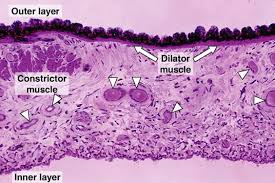 Outer layer
Constrictor
muscle
Dilator
muscle
Inner layer